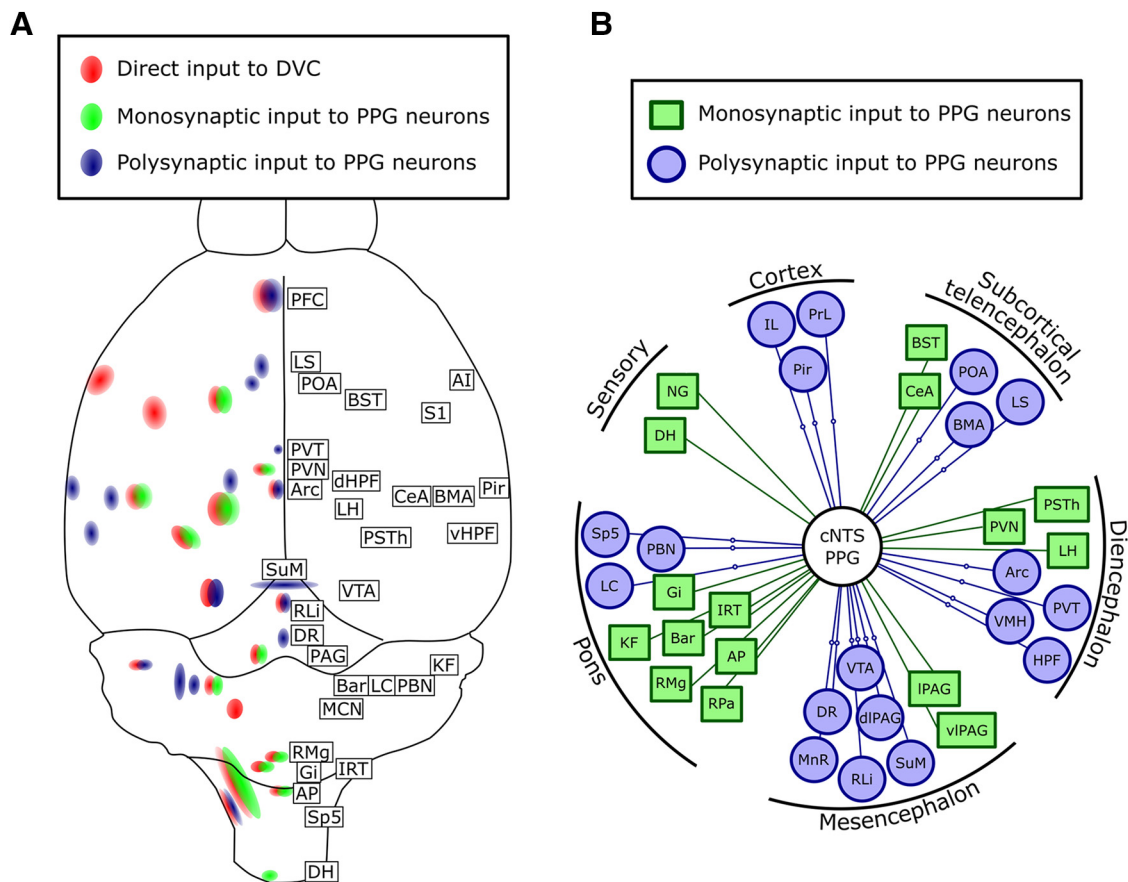 A
Direct input to DVC
Monosynaptic input to PPG neurons
Polysynaptic input to PPG neurons
PFC
LS
POA
AI
BST
S1
PVT
PVN
dHPF
Arc
CeA
BMA
Pir
LH
PSTh
vHPF
SuM
VTA
RLi
DR
PAG
KF
Bar
LC
PBN
MCN
RMg
Gi
IRT
AP
Sp5
DH
B
Monosynaptic input to PPG neurons
Polysynaptic input to PPG neurons
Cortex
IL
PrL
Pir
Subcortical
telencephalon
BST
CeA
POA
LS
BMA
Sensory
NG
DH
Diencephalon
PSTh
PVN
LH
Arc
PVT
VMH
HPF
cNTS
PPG
Pons
Sp5
PBN
LC
Gi
IRT
KF
Bar
AP
RMg
RPa
Mesencephalon
VTA
lPAG
DR
dlPAG
vlPAG
MnR
RLi
SuM